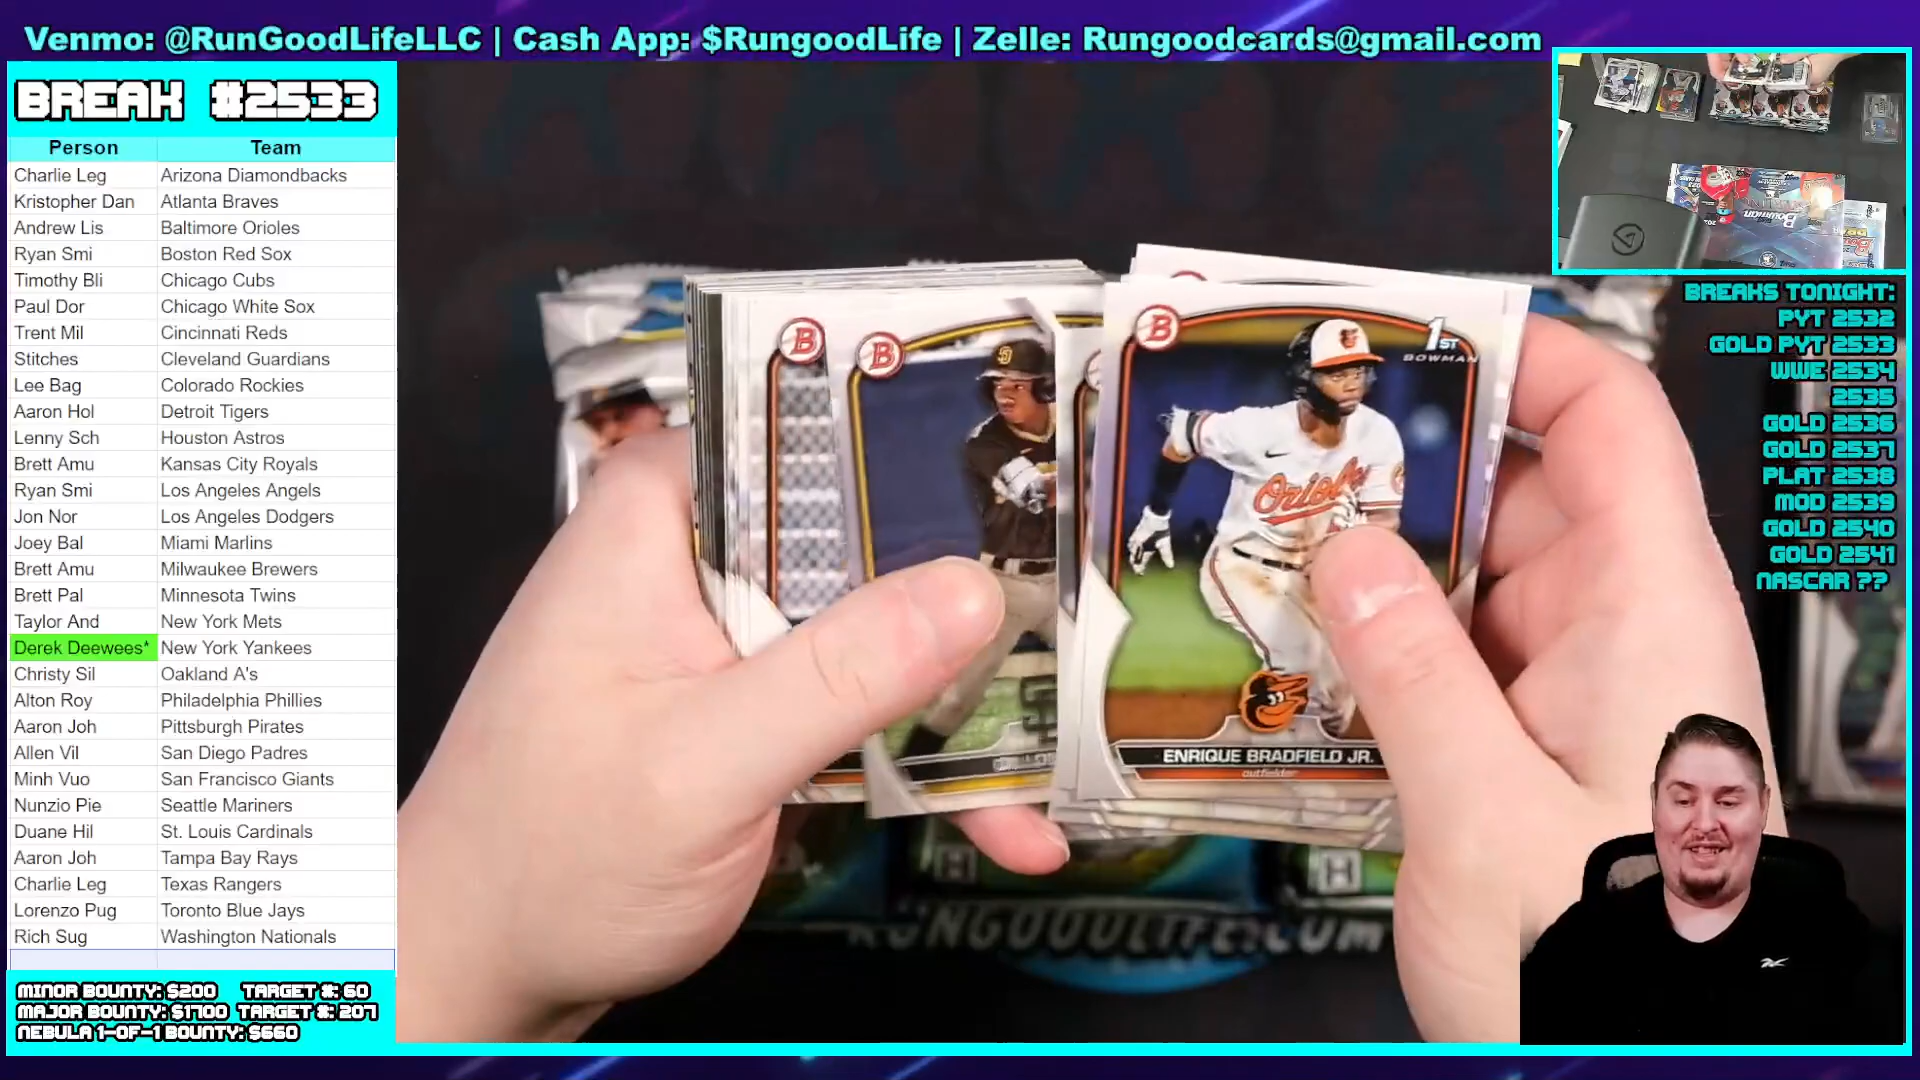 Venmo: @RunGoodLifeLLC | Cash App: $RungoodLife | Zelle: Rungoodcards@gmail.com
BREAK #2533
Person Team
Charlie Leg Arizona Diamondbacks
Kristopher Dan Atlanta Braves
Andrew Lis Baltimore Orioles
Ryan Smi Boston Red Sox
Timothy Bli Chicago Cubs
Paul Dor Chicago White Sox
Trent Mil Cincinnati Reds
Stitches Cleveland Guardians
Lee Bag Colorado Rockies
Aaron Hol Detroit Tigers
Lenny Sch Houston Astros
Brett Amu Kansas City Royals
Ryan Smi Los Angeles Angels
Jon Nor Los Angeles Dodgers
Joey Bal Miami Marlins
Brett Amu Milwaukee Brewers
Brett Pal Minnesota Twins
Taylor And New York Mets
Derek Deewees* New York Yankees
Christy Sil Oakland A's
Alton Roy Philadelphia Phillies
Aaron Joh Pittsburgh Pirates
Allen Vil San Diego Padres
Minh Vuo San Francisco Giants
Nunzio Pie Seattle Mariners
Duane Hil St. Louis Cardinals
Aaron Joh Tampa Bay Rays
Charlie Leg Texas Rangers
Lorenzo Pug Toronto Blue Jays
Rich Sug Washington Nationals
MINOR BOUNTY: $200 TARGET #: 60
MAJOR BOUNTY: $1700 TARGET #: 207
NEBULA 1-OF-1 BOUNTY: $660
B
B
B
1ST
BOWMAN
Orioles
ENRIQUE BRADFIELD JR.
outfielder
H
H
RUNGOODLIFE.COM
Bowman
BREAKS TONIGHT:
PYT 2532
GOLD PYT 2533
WWE 2534
2535
GOLD 2536
GOLD 2537
PLAT 2538
MOD 2539
GOLD 2540
GOLD 2541
NASCAR ??